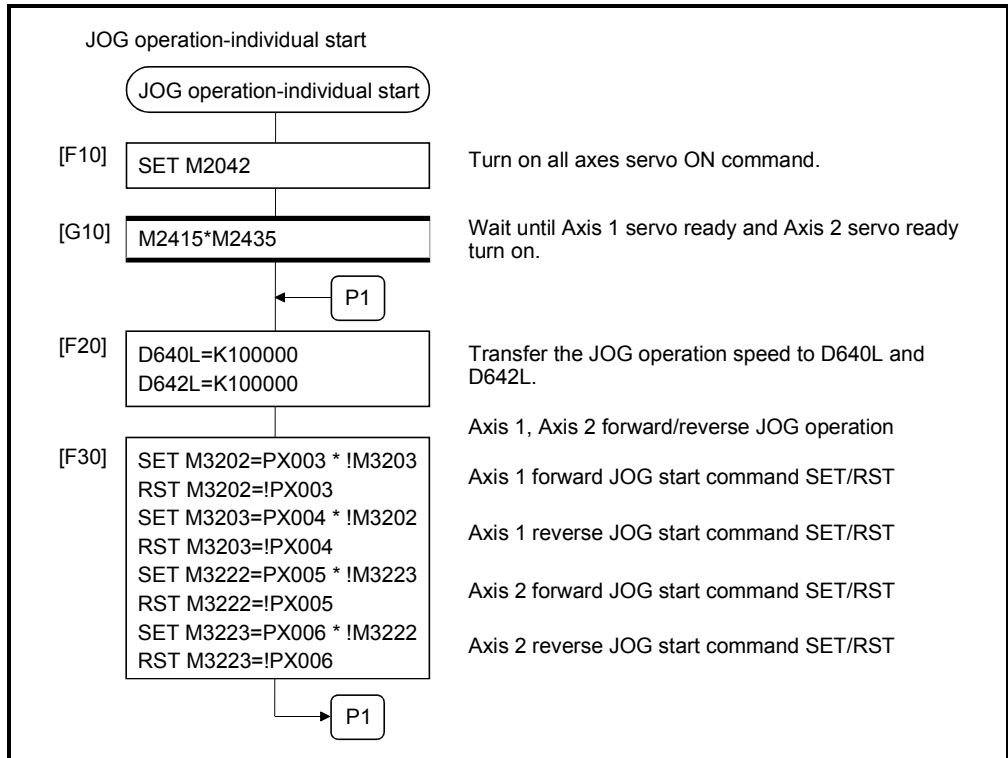 JOG operation-individual start
JOG operation-individual start
[F10]
SET M2042
Turn on all axes servo ON command.
[G10]
M2415*M2435
Wait until Axis 1 servo ready and Axis 2 servo ready
turn on.
P1
[F20]
D640L=K100000
D642L=K100000
Transfer the JOG operation speed to D640L and
D642L.
Axis 1, Axis 2 forward/reverse JOG operation
[F30]
SET M3202=PX003 * !M3203
RST M3202=!PX003
SET M3203=PX004 * !M3202
RST M3203=!PX004
SET M3222=PX005 * !M3223
RST M3222=!PX005
SET M3223=PX006 * !M3222
RST M3223=!PX006
Axis 1 forward JOG start command SET/RST
Axis 1 reverse JOG start command SET/RST
Axis 2 forward JOG start command SET/RST
Axis 2 reverse JOG start command SET/RST
P1